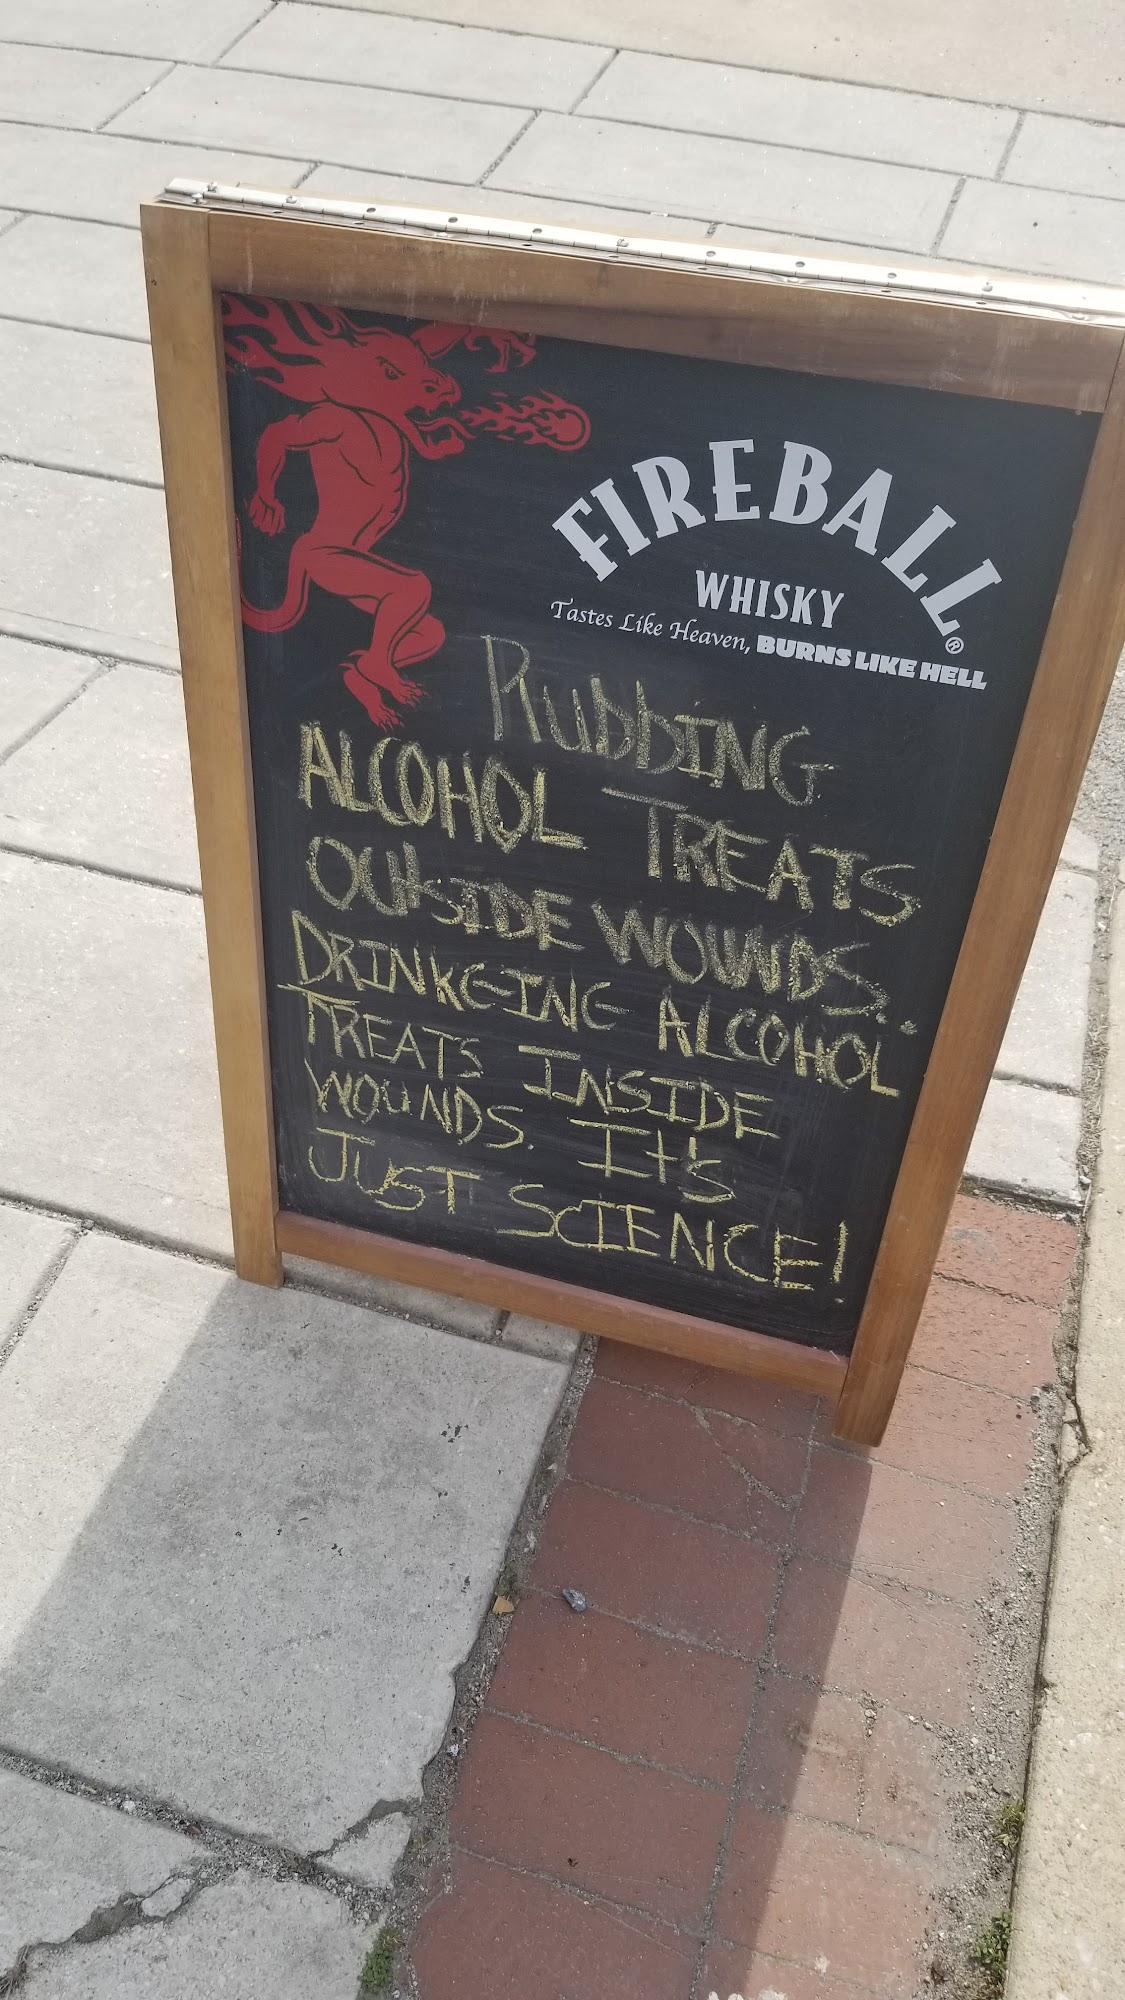 FIREBALL®
WHISKY
Tastes Like Heaven, BURNS LIKE HELL
RUBBING
ALCOHOL TREATS
OUtSIDE WOUNDS..
DRINKGING ALCOHOL
TREATS INSIDE
WOUNDS. It's
JUST SCIENCE!